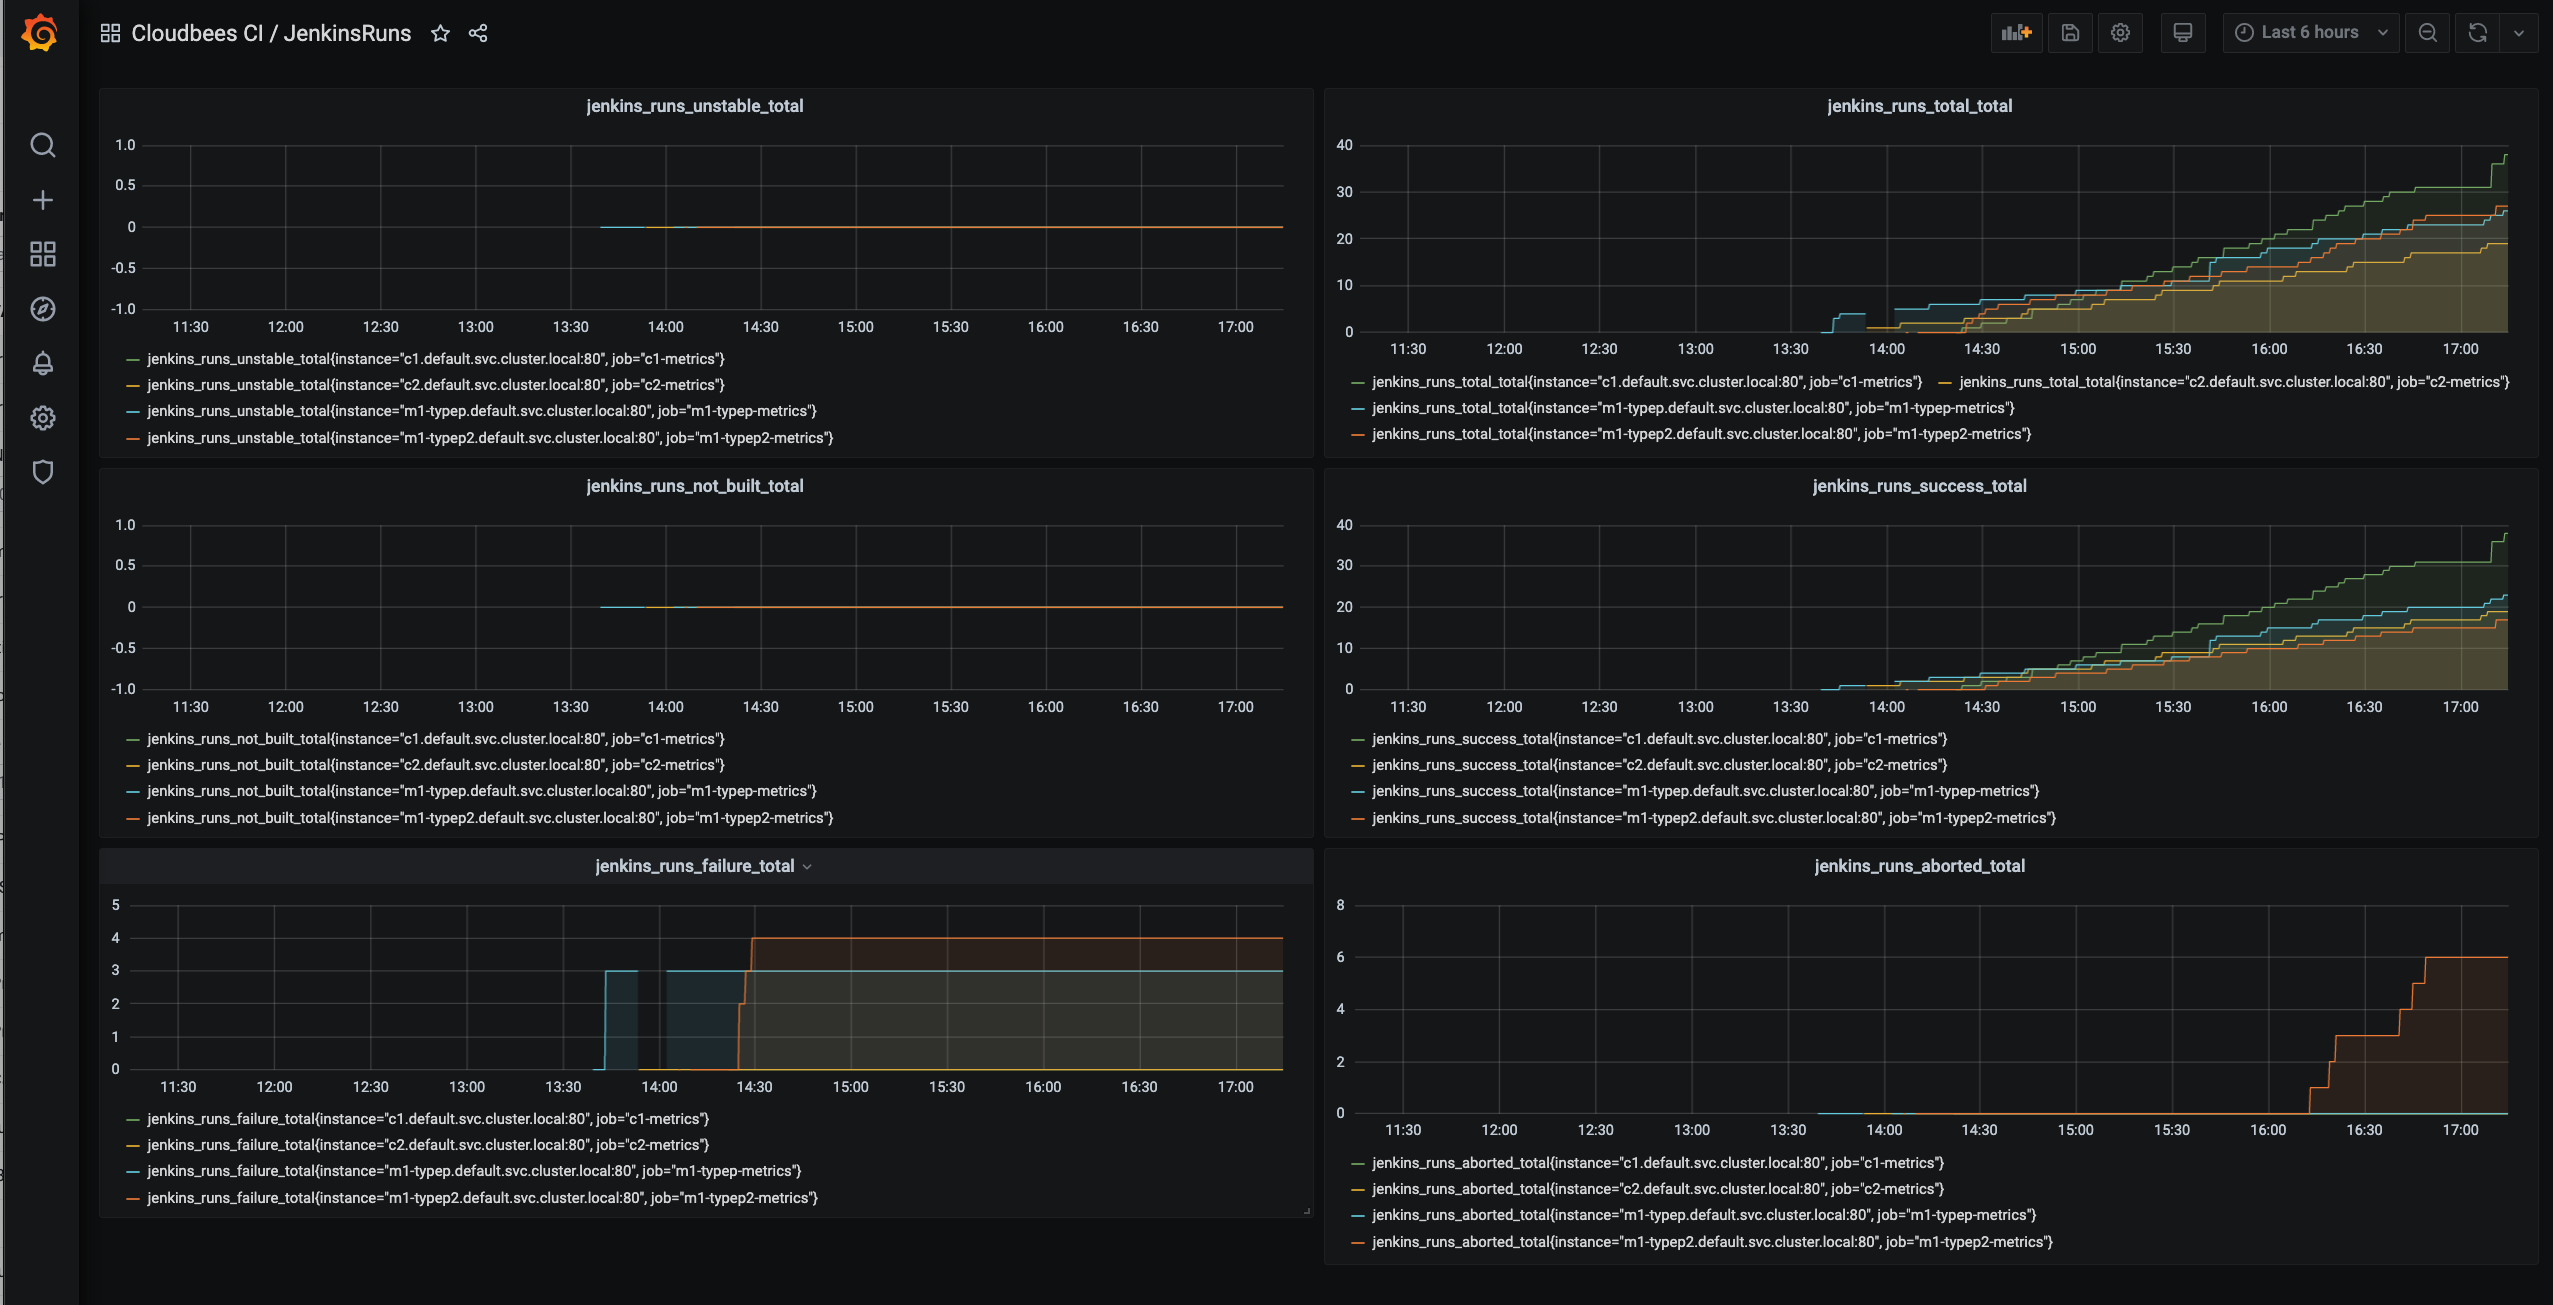 Cloudbees CI / JenkinsRuns
Last 6 hours
jenkins_runs_unstable_total
1.0
0.5
0
-0.5
-1.0
11:30 12:00 12:30 13:00 13:30 14:00 14:30 15:00 15:30 16:00 16:30 17:00
jenkins_runs_unstable_total{instance="c1.default.svc.cluster.local:80", job="c1-metrics"}
jenkins_runs_unstable_total{instance="c2.default.svc.cluster.local:80", job="c2-metrics"}
jenkins_runs_unstable_total{instance="m1-typep.default.svc.cluster.local:80", job="m1-typep-metrics"}
jenkins_runs_unstable_total{instance="m1-typep2.default.svc.cluster.local:80", job="m1-typep2-metrics"}
jenkins_runs_total_total
40
30
20
10
0
11:30 12:00 12:30 13:00 13:30 14:00 14:30 15:00 15:30 16:00 16:30 17:00
jenkins_runs_total_total{instance="c1.default.svc.cluster.local:80", job="c1-metrics"} jenkins_runs_total_total{instance="c2.default.svc.cluster.local:80", job="c2-metrics"}
jenkins_runs_total_total{instance="m1-typep.default.svc.cluster.local:80", job="m1-typep-metrics"}
jenkins_runs_total_total{instance="m1-typep2.default.svc.cluster.local:80", job="m1-typep2-metrics"}
jenkins_runs_not_built_total
1.0
0.5
0
-0.5
-1.0
11:30 12:00 12:30 13:00 13:30 14:00 14:30 15:00 15:30 16:00 16:30 17:00
jenkins_runs_not_built_total{instance="c1.default.svc.cluster.local:80", job="c1-metrics"}
jenkins_runs_not_built_total{instance="c2.default.svc.cluster.local:80", job="c2-metrics"}
jenkins_runs_not_built_total{instance="m1-typep.default.svc.cluster.local:80", job="m1-typep-metrics"}
jenkins_runs_not_built_total{instance="m1-typep2.default.svc.cluster.local:80", job="m1-typep2-metrics"}
jenkins_runs_success_total
40
30
20
10
0
11:30 12:00 12:30 13:00 13:30 14:00 14:30 15:00 15:30 16:00 16:30 17:00
jenkins_runs_success_total{instance="c1.default.svc.cluster.local:80", job="c1-metrics"}
jenkins_runs_success_total{instance="c2.default.svc.cluster.local:80", job="c2-metrics"}
jenkins_runs_success_total{instance="m1-typep.default.svc.cluster.local:80", job="m1-typep-metrics"}
jenkins_runs_success_total{instance="m1-typep2.default.svc.cluster.local:80", job="m1-typep2-metrics"}
jenkins_runs_failure_total
5
4
3
2
1
0
11:30 12:00 12:30 13:00 13:30 14:00 14:30 15:00 15:30 16:00 16:30 17:00
jenkins_runs_failure_total{instance="c1.default.svc.cluster.local:80", job="c1-metrics"}
jenkins_runs_failure_total{instance="c2.default.svc.cluster.local:80", job="c2-metrics"}
jenkins_runs_failure_total{instance="m1-typep.default.svc.cluster.local:80", job="m1-typep-metrics"}
jenkins_runs_failure_total{instance="m1-typep2.default.svc.cluster.local:80", job="m1-typep2-metrics"}
jenkins_runs_aborted_total
8
6
4
2
0
11:30 12:00 12:30 13:00 13:30 14:00 14:30 15:00 15:30 16:00 16:30 17:00
jenkins_runs_aborted_total{instance="c1.default.svc.cluster.local:80", job="c1-metrics"}
jenkins_runs_aborted_total{instance="c2.default.svc.cluster.local:80", job="c2-metrics"}
jenkins_runs_aborted_total{instance="m1-typep.default.svc.cluster.local:80", job="m1-typep-metrics"}
jenkins_runs_aborted_total{instance="m1-typep2.default.svc.cluster.local:80", job="m1-typep2-metrics"}